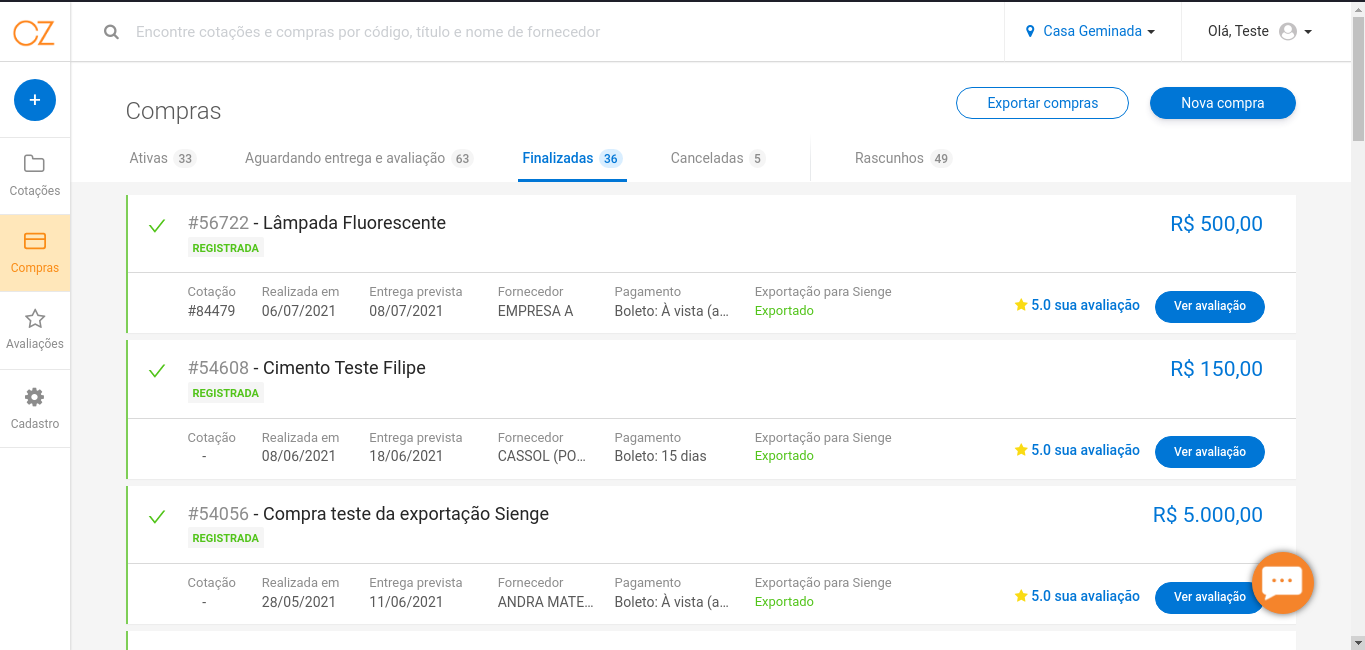 OZ
Encontre cotações e compras por código, título e nome de fornecedor
Casa Geminada
Olá, Teste
+
Cotações
Compras
Avaliações
Cadastro
Compras
Exportar compras
Nova compra
Ativas 33
Aguardando entrega e avaliação 63
Finalizadas 36
Canceladas 5
Rascunhos 49
#56722 - Lâmpada Fluorescente
R$ 500,00
REGISTRADA
Cotação Realizada em Entrega prevista Fornecedor Pagamento Exportação para Sienge
#84479 06/07/2021 08/07/2021 EMPRESA A Boleto: À vista (a... Exportado
5.0 sua avaliação Ver avaliação
#54608 - Cimento Teste Filipe
R$ 150,00
REGISTRADA
Cotação Realizada em Entrega prevista Fornecedor Pagamento Exportação para Sienge
- 08/06/2021 18/06/2021 CASSOL (PO... Boleto: 15 dias Exportado
5.0 sua avaliação Ver avaliação
#54056 - Compra teste da exportação Sienge
R$ 5.000,00
REGISTRADA
Cotação Realizada em Entrega prevista Fornecedor Pagamento Exportação para Sienge
- 28/05/2021 11/06/2021 ANDRA MATE... Boleto: À vista (a... Exportado
5.0 sua avaliação Ver avaliação